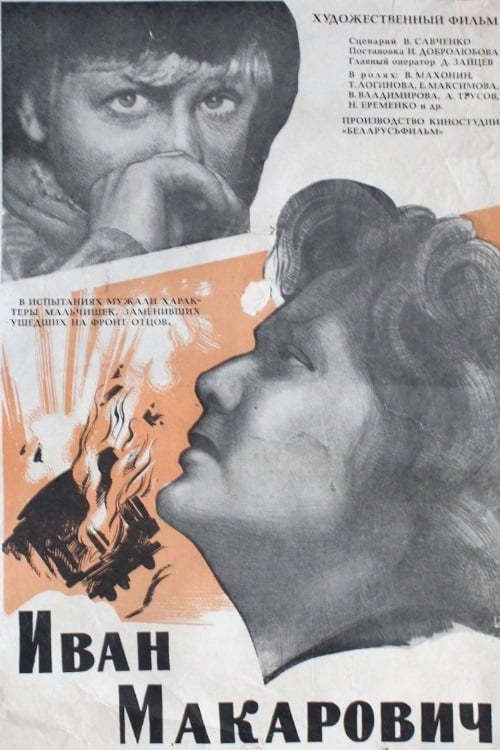 ХУДОЖЕСТВЕННЫЙ ФИЛЬМ
Сценарий В. САВЧЕНКО
Постановка И. ДОБРОЛЮБОВА
Главный оператор Д. ЗАЙЦЕВ
В ролях: В. МАХОНИН,
Т. ЛОГИНОВА, Е. МАКСИМОВА,
В. ВЛАДИМИРОВА, А. ТРУСОВ,
Н. ЕРЕМЕНКО и др.
ПРОИЗВОДСТВО КИНОСТУДИИ
"БЕЛАРУСЬФИЛЬМ"
В ИСПЫТАНИЯХ МУЖАЛИ ХАРАК-
ТЕРЫ МАЛЬЧИШЕК, ЗАМЕНИВШИХ
УШЕДШИХ НА ФРОНТ ОТЦОВ.
ИВАН
МАКАРОВИЧ